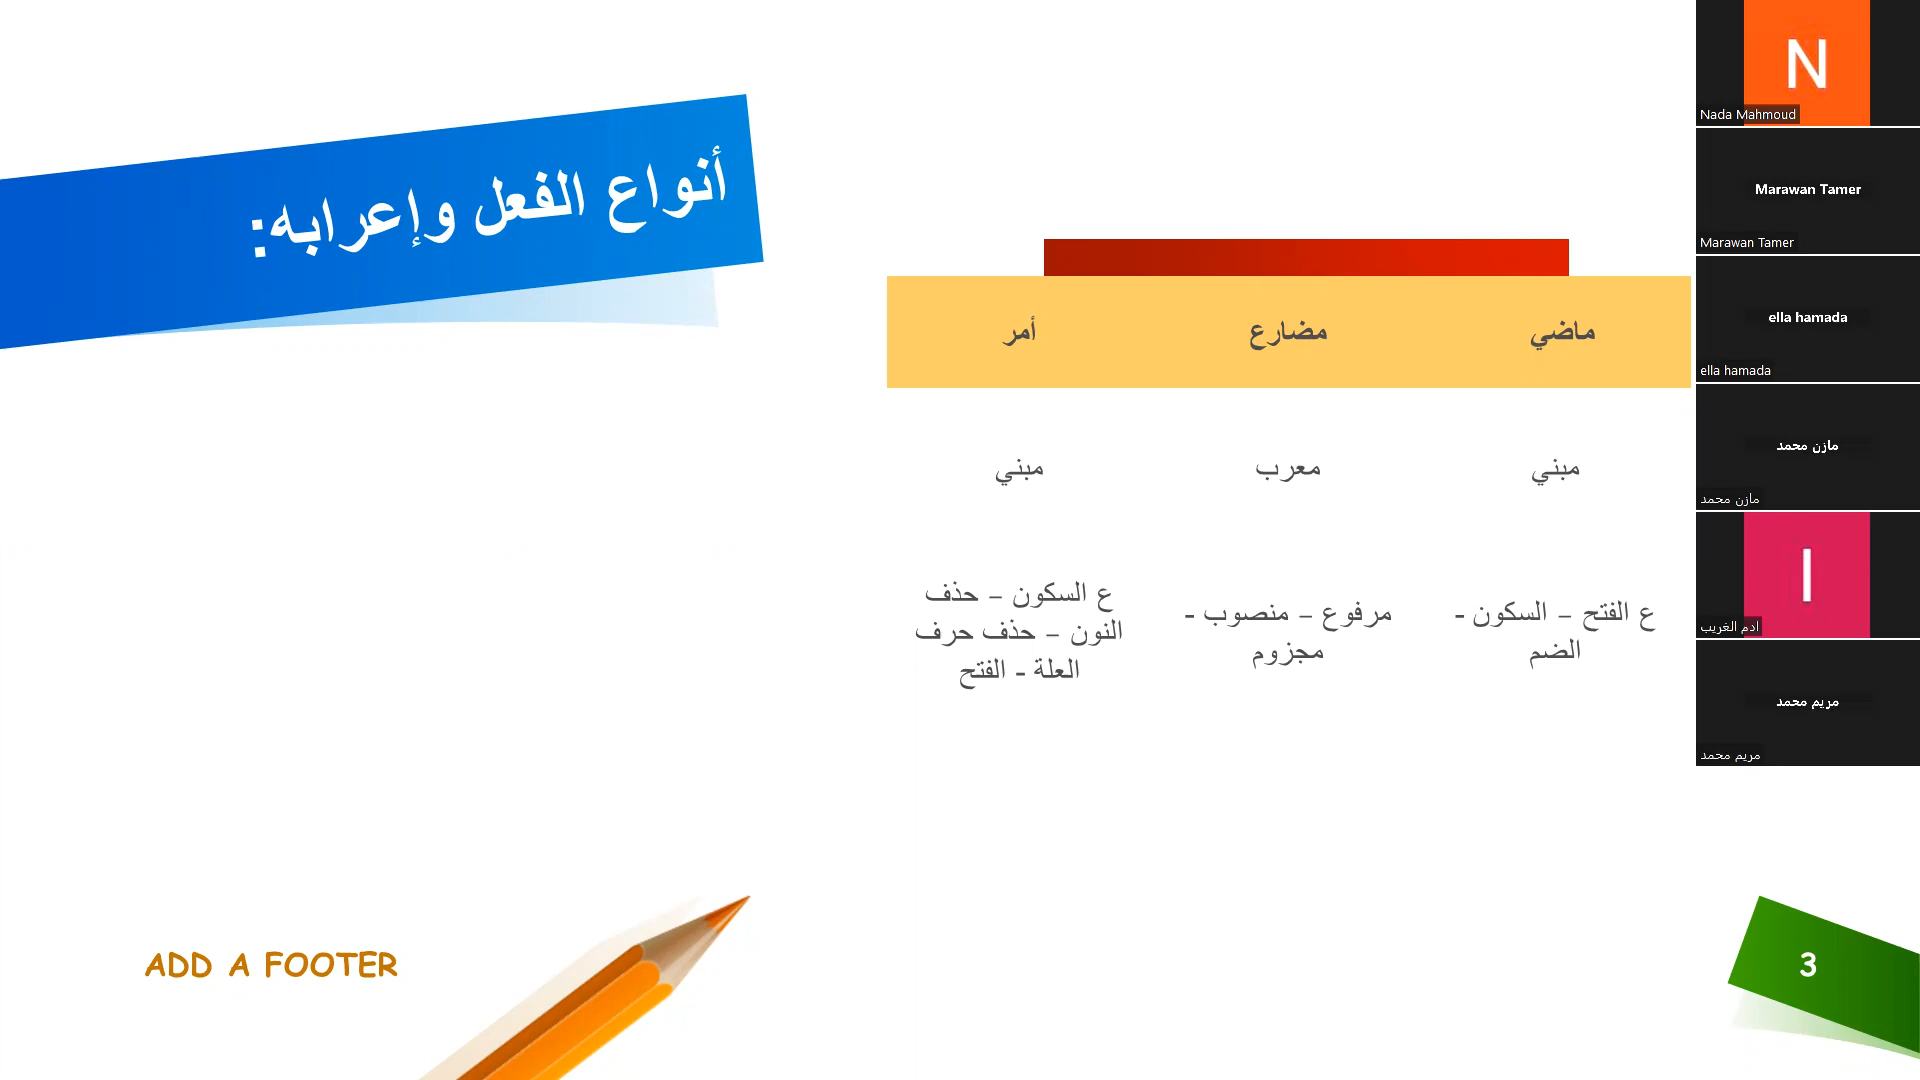 أنواع الفعل وإعرابه:
ماضي
مضارع
أمر
مبني
معرب
مبني
ع الفتح – السكون -
الضم
مرفوع – منصوب -
مجزوم
ع السكون – حذف
النون – حذف حرف
العلة - الفتح
ADD A FOOTER
3
N
Nada Mahmoud
Marawan Tamer
Marawan Tamer
ella hamada
ella hamada
مازن محمد
مازن محمد
ا
ادم الغريب
مريم محمد
مريم محمد